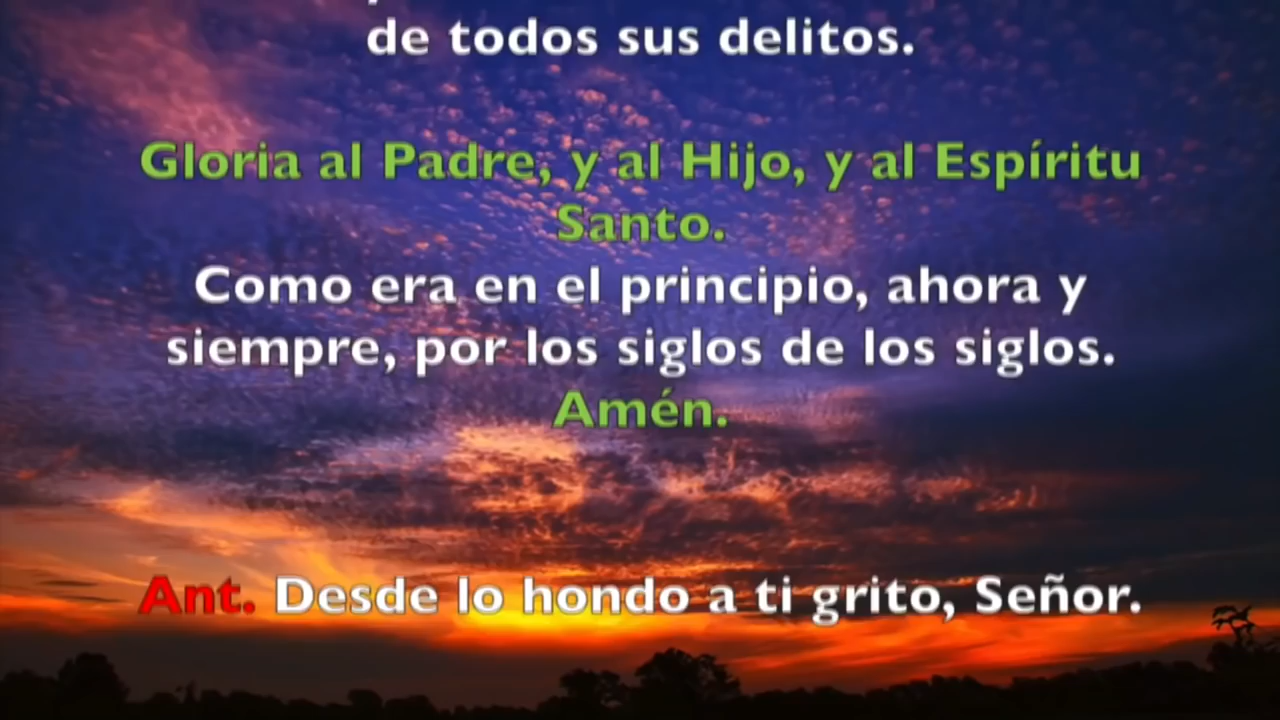 de todos sus delitos.
Gloria al Padre, y al Hijo, y al Espíritu
Santo.
Como era en el principio, ahora y
siempre, por los siglos de los siglos.
Amén.
Ant. Desde lo hondo a ti grito, Señor.